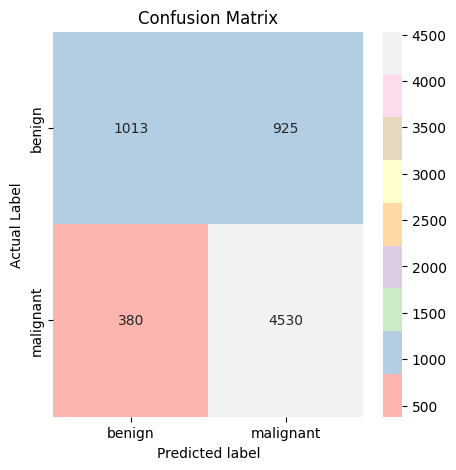 Confusion Matrix
Actual Label
benign
1013
925
malignant
380
4530
benign
malignant
Predicted label
4500
4000
3500
3000
2500
2000
1500
1000
500